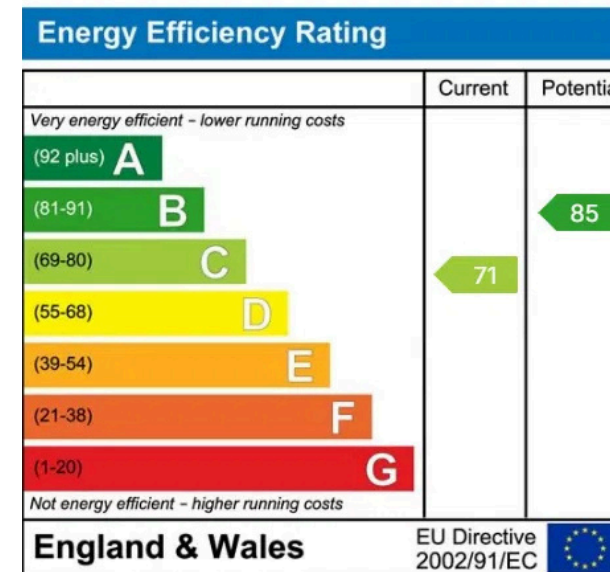 Energy Efficiency Rating
Current Potentia
Very energy efficient – lower running costs
(92 plus) A
(81-91) B
85
(69-80) C
71
(55-68) D
(39-54) E
(21-38) F
(1-20) G
Not energy efficient – higher running costs
England & Wales
EU Directive
2002/91/EC